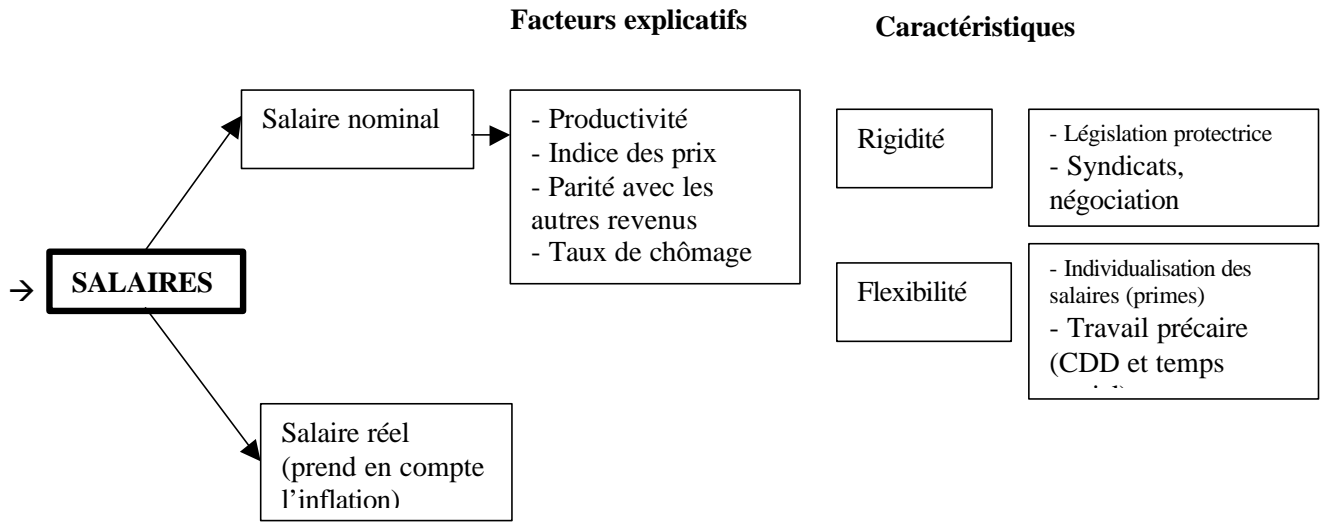 Facteurs explicatifs
Caractéristiques
Salaire nominal
- Productivité
- Indice des prix
- Parité avec les
autres revenus
- Taux de chômage
Rigidité
- Législation protectrice
- Syndicats,
négociation
SALAIRES
Flexibilité
- Individualisation des
salaires (primes)
- Travail précaire
(CDD et temps
Salaire réel
(prend en compte
l’inflation)